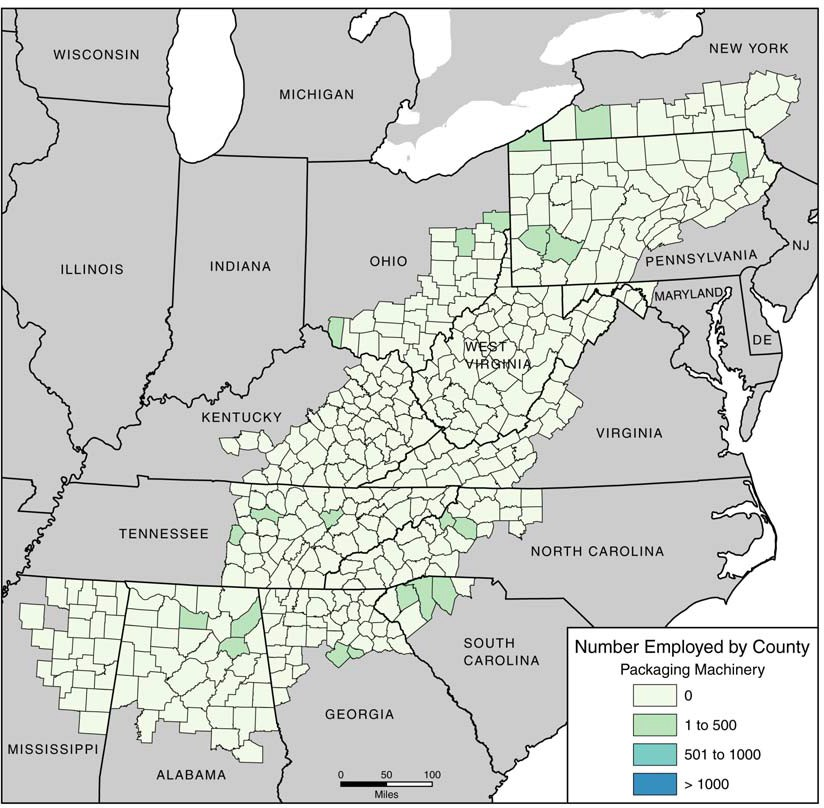 WISCONSIN
MICHIGAN
NEW YORK
ILLINOIS
INDIANA
OHIO
PENNSYLVANIA
NJ
MARYLAND
DE
WEST
VIRGINIA
KENTUCKY
VIRGINIA
TENNESSEE
NORTH CAROLINA
SOUTH
CAROLINA
MISSISSIPPI
ALABAMA
GEORGIA
0 50 100
Miles
Number Employed by County
Packaging Machinery
0
1 to 500
501 to 1000
> 1000